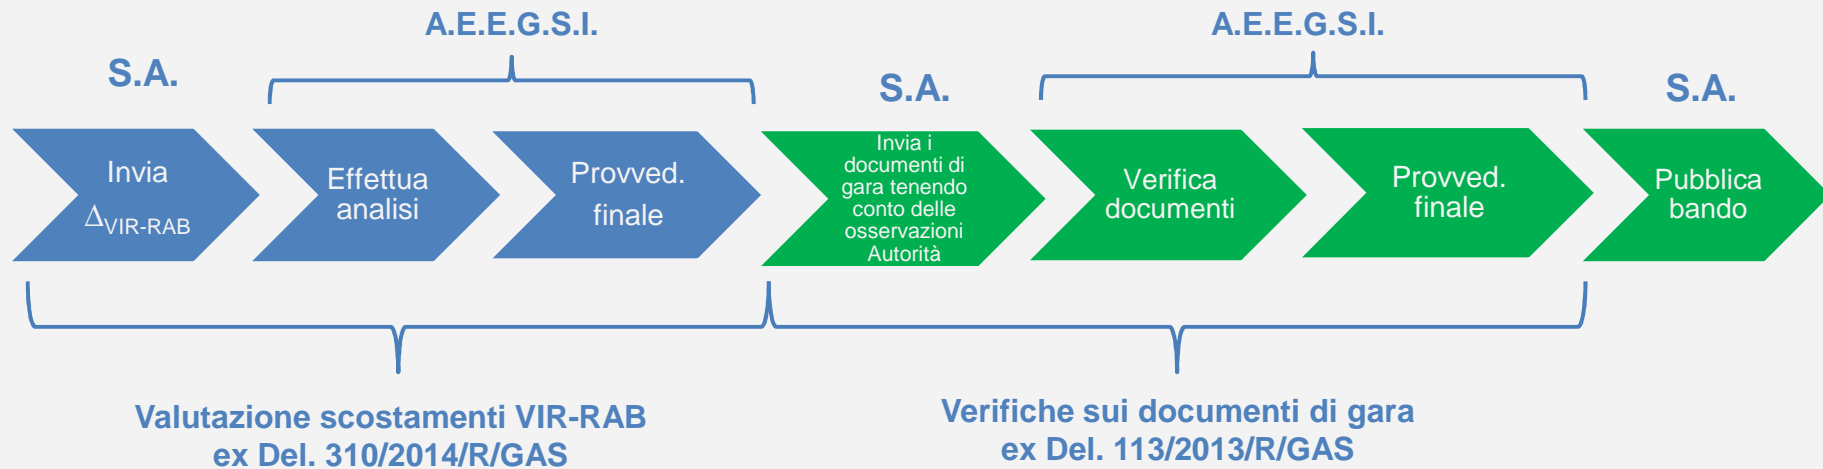 A.E.E.G.S.I.
A.E.E.G.S.I.
S.A.
S.A.
S.A.
Invia
ΔVIR-RAB
Effettua
analisi
Provved.
finale
Invia i
documenti di
gara tenendo
conto delle
osservazioni
Autorità
Verifica
documenti
Provved.
finale
Pubblica
bando
Valutazione scostamenti VIR-RAB
ex Del. 310/2014/R/GAS
Verifiche sui documenti di gara
ex Del. 113/2013/R/GAS